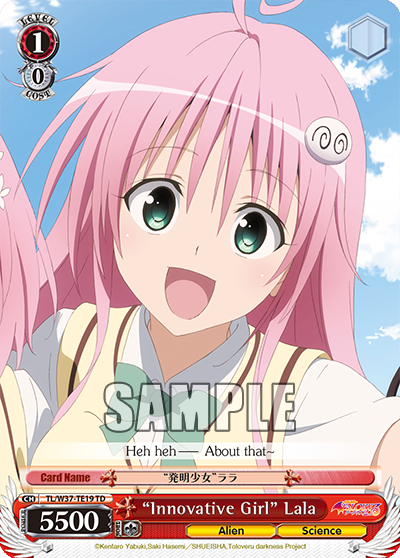 LEVEL
1
0
COST
SAMPLE
Heh heh—— About that~
Card Name
“発明少女”ララ
CH
TL/W37-TE19 TD
5500
“Innovative Girl” Lala
Alien
Science
©Kentaro Yabuki,Saki Hasemi／SHUEISHA,Toloveru darkness Project